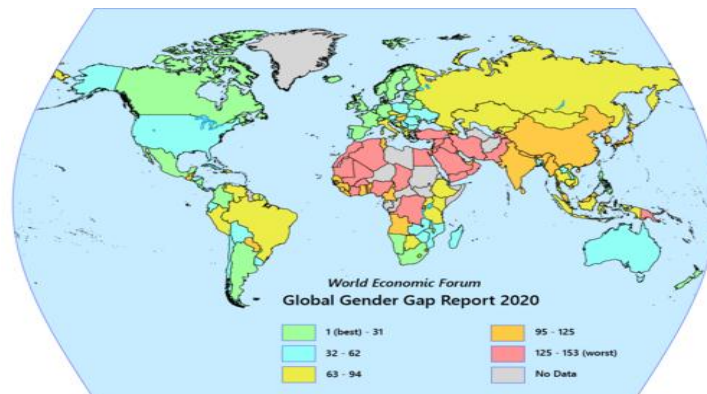 World Economic Forum
Global Gender Gap Report 2020
1 (best) - 31
95 - 125
32 - 62
125 - 153 (worst)
63 - 94
No Data